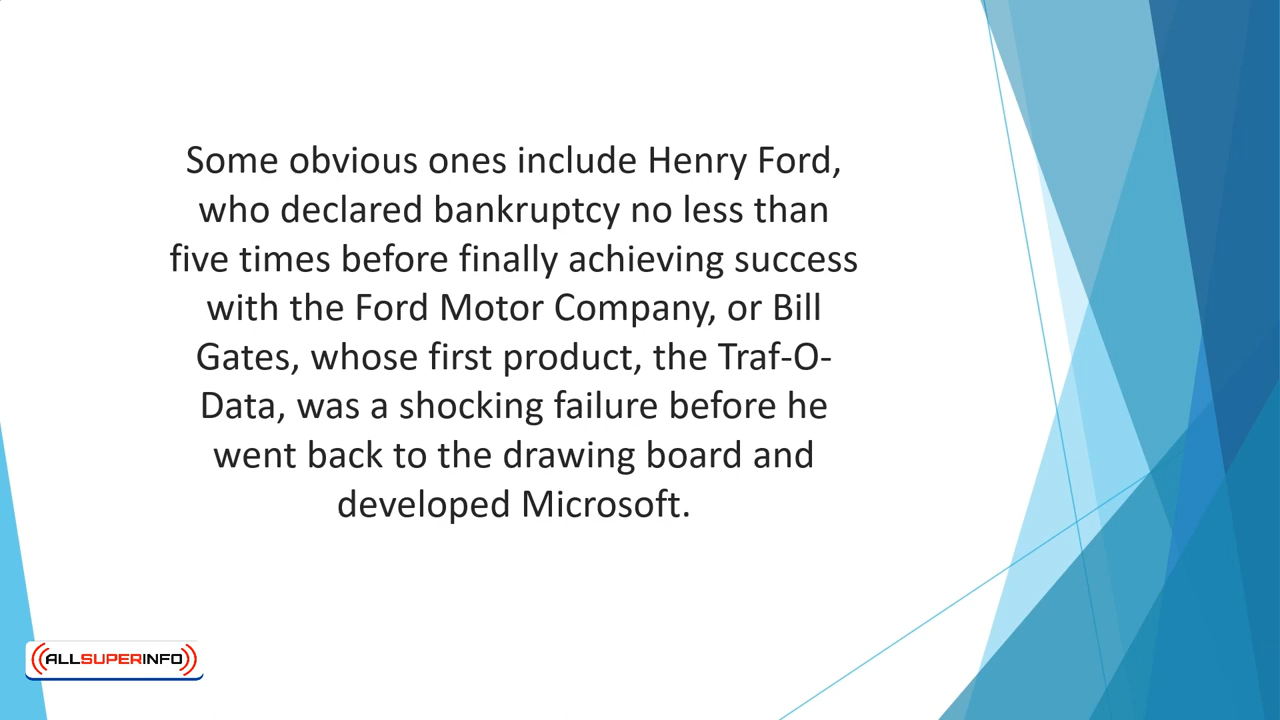 Some obvious ones include Henry Ford,
who declared bankruptcy no less than
five times before finally achieving success
with the Ford Motor Company, or Bill
Gates, whose first product, the Traf-O-
Data, was a shocking failure before he
went back to the drawing board and
developed Microsoft.
ALLSUPERINFO